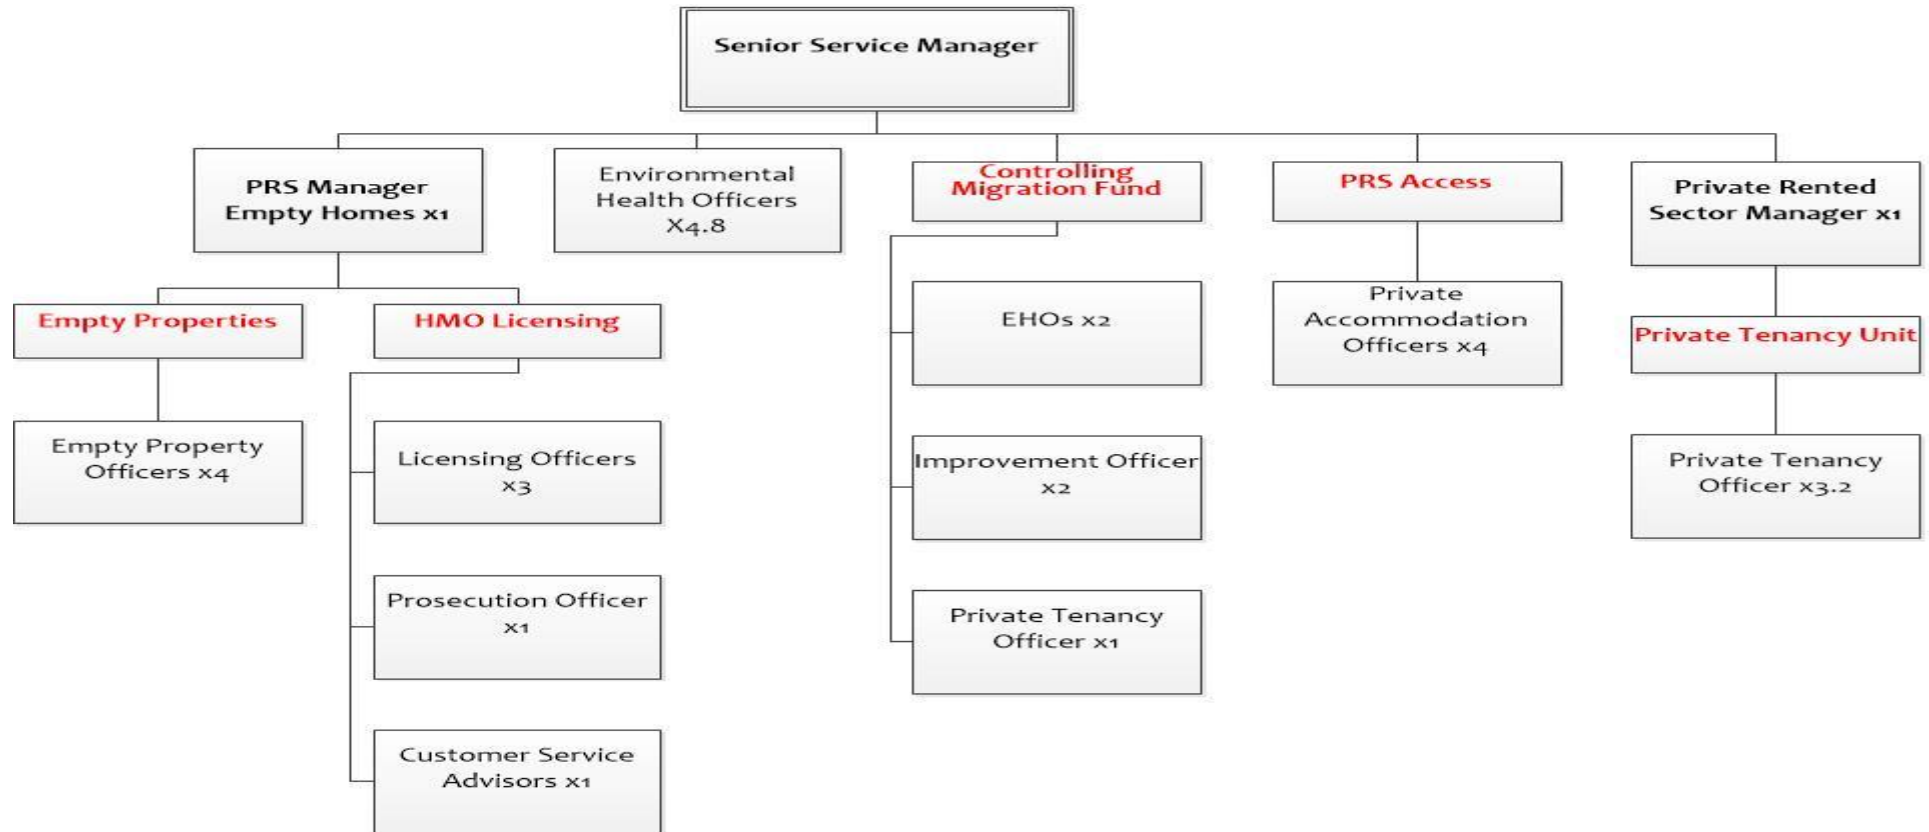 Senior Service Manager
PRS Manager
Empty Homes x1
Environmental
Health Officers
X4.8
Controlling
Migration Fund
PRS Access
Private Rented
Sector Manager x1
Empty Properties
HMO Licensing
EHOs x2
Private
Accommodation
Officers x4
Private Tenancy Unit
Empty Property
Officers x4
Licensing Officers
x3
Improvement Officer
x2
Private Tenancy
Officer x3.2
Prosecution Officer
x1
Private Tenancy
Officer x1
Customer Service
Advisors x1